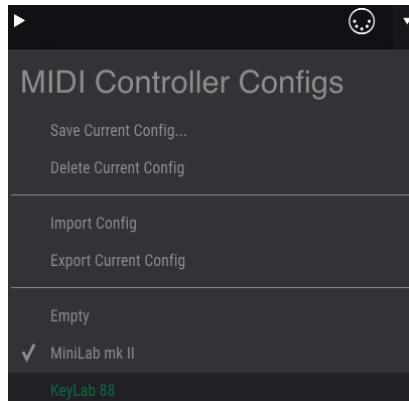 MIDI Controller Configs
Save Current Config...
Delete Current Config
Import Config
Export Current Config
Empty
MiniLab mk II
KeyLab 88